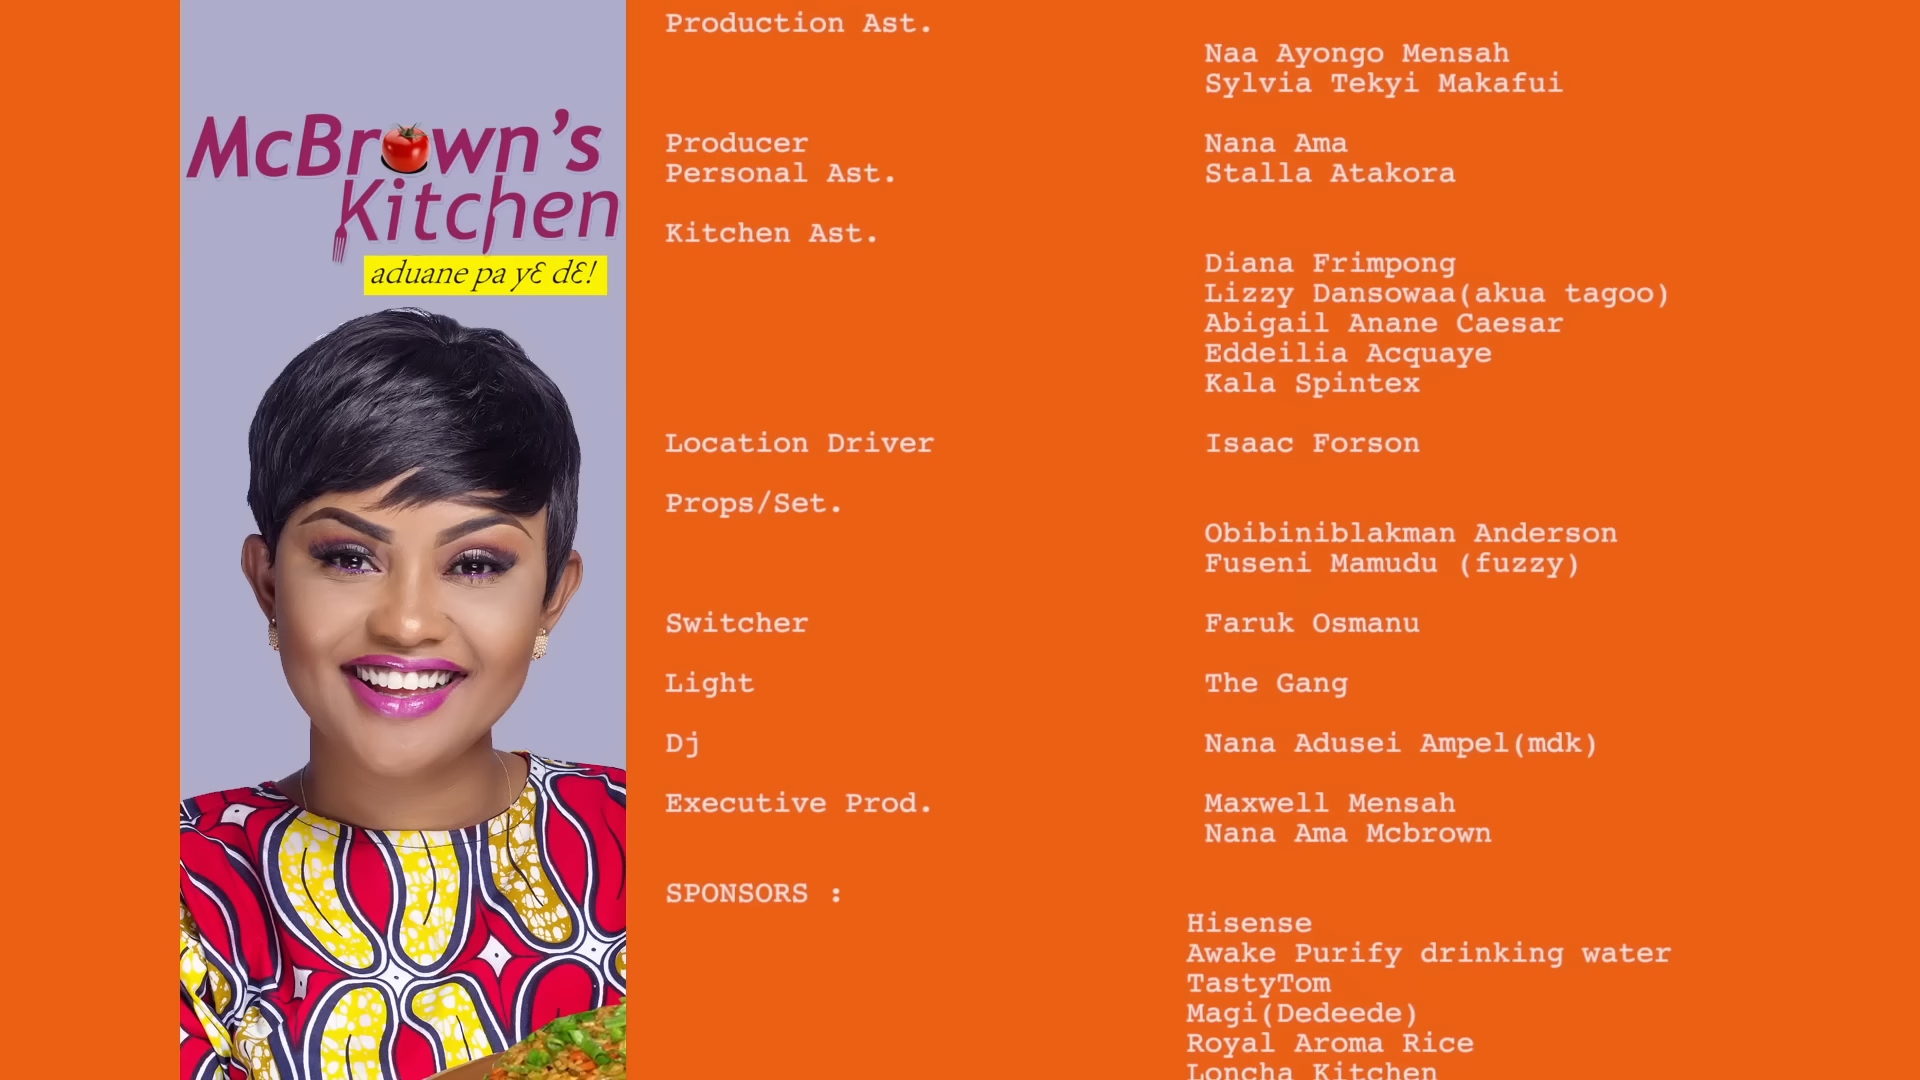 McBrown's
Kitchen
aduane pa yɛ dɛ!
Production Ast.
Naa Ayongo Mensah
Sylvia Tekyi Makafui
Producer Nana Ama
Personal Ast. Stalla Atakora
Kitchen Ast.
Diana Frimpong
Lizzy Dansowaa(akua tagoo)
Abigail Anane Caesar
Eddeilia Acquaye
Kala Spintex
Location Driver Isaac Forson
Props/Set.
Obibiniblakman Anderson
Fuseni Mamudu (fuzzy)
Switcher Faruk Osmanu
Light The Gang
Dj Nana Adusei Ampel(mdk)
Executive Prod. Maxwell Mensah
Nana Ama Mcbrown
SPONSORS :
Hisense
Awake Purify drinking water
TastyTom
Magi(Dedeede)
Royal Aroma Rice
Loncha Kitchen